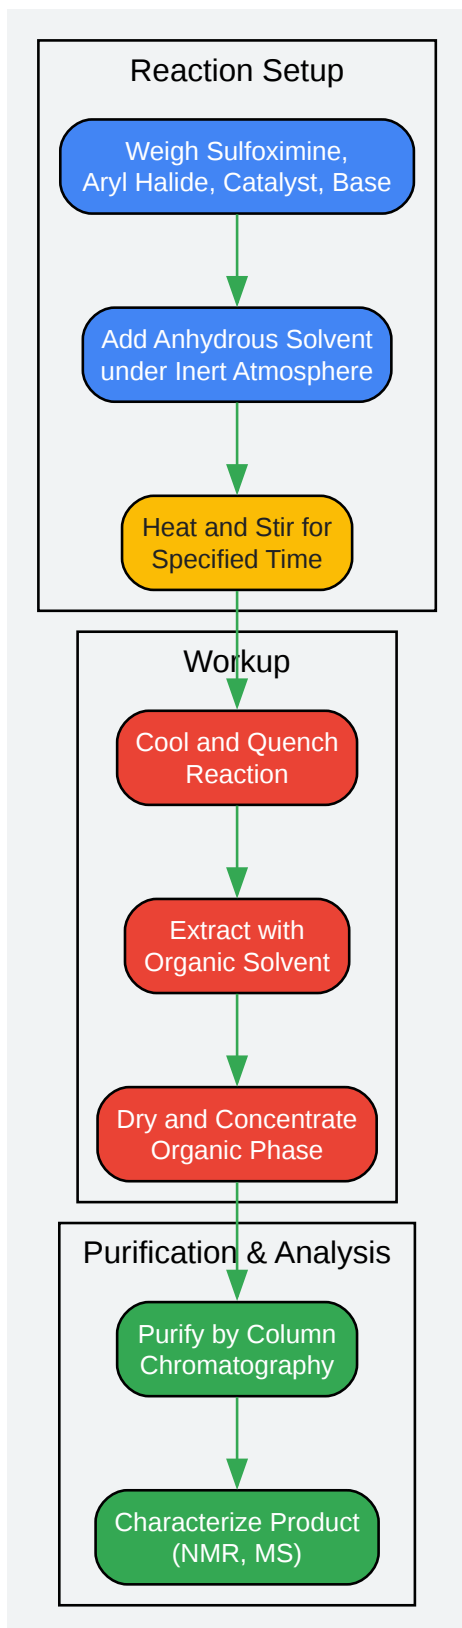 Reaction Setup
Weigh Sulfoximine,
Aryl Halide, Catalyst, Base
Add Anhydrous Solvent
under Inert Atmosphere
Heat and Stir for
Specified Time
Workup
Cool and Quench
Reaction
Extract with
Organic Solvent
Dry and Concentrate
Organic Phase
Purification & Analysis
Purify by Column
Chromatography
Characterize Product
(NMR, MS)